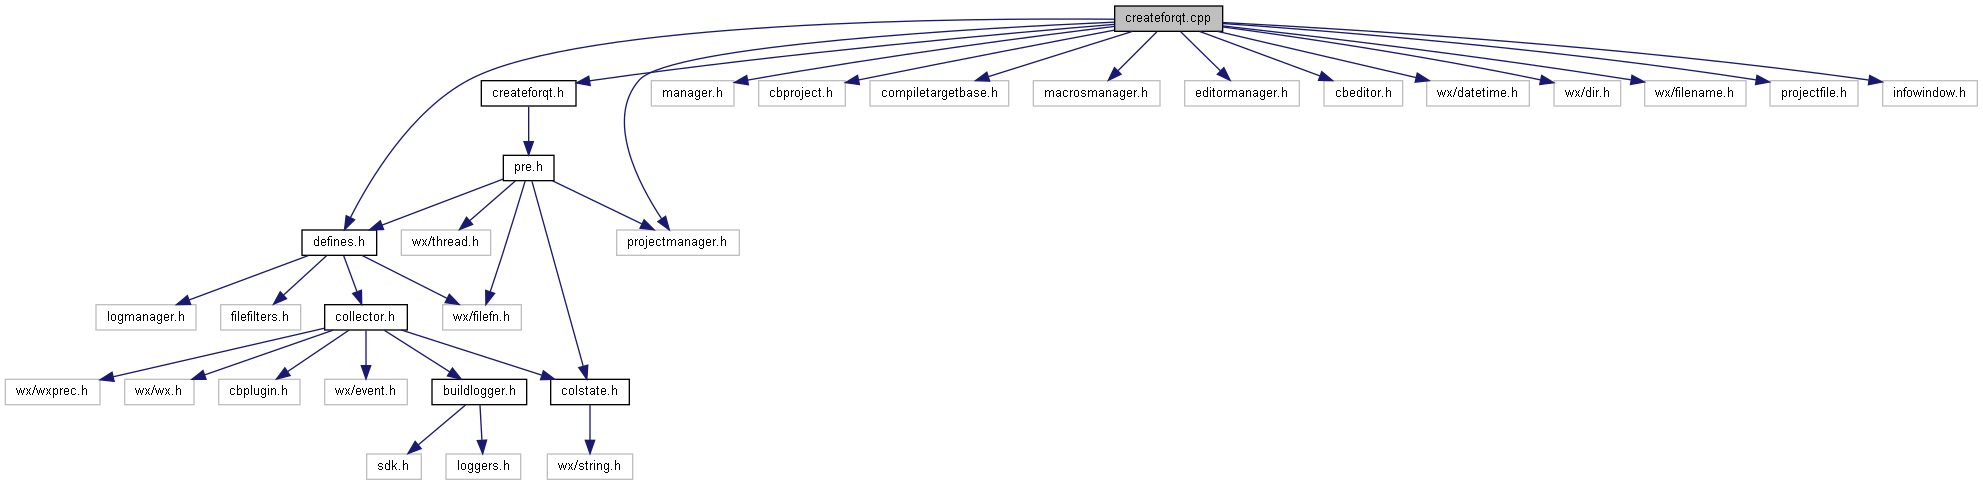 createforqt.cpp
createforqt.h
manager.h
cbproject.h
compiletargetbase.h
macrosmanager.h
editormanager.h
cbeditor.h
wx/datetime.h
wx/dir.h
wx/filename.h
projectfile.h
infowindow.h
pre.h
defines.h
wx/thread.h
projectmanager.h
logmanager.h
filefilters.h
collector.h
wx/filefn.h
wx/wxprec.h
wx/wx.h
cbplugin.h
wx/event.h
buildlogger.h
colstate.h
sdk.h
loggers.h
wx/string.h